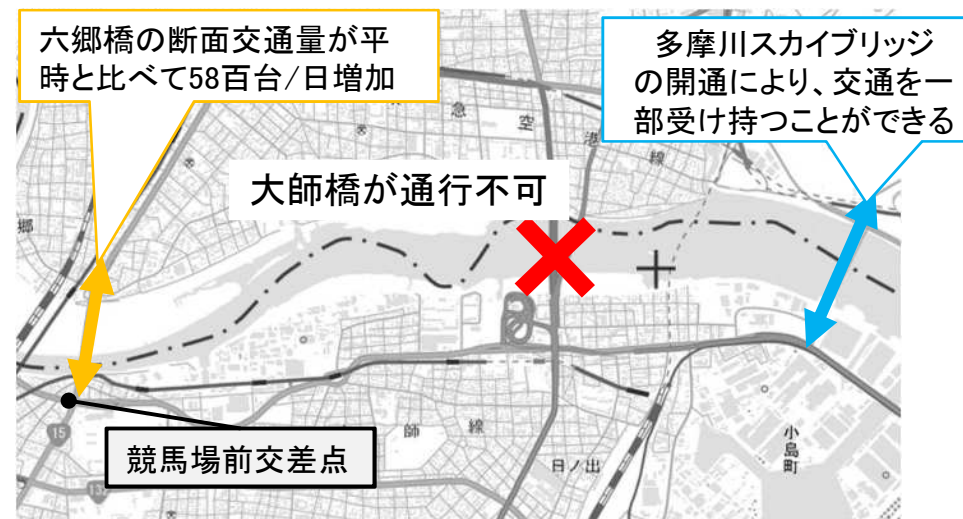 六郷橋の断面交通量が平
時と比べて58百台/日増加
多摩川スカイブリッジ
の開通により、交通を一
部受け持つことができる
急
空
港
線
大師橋が通行不可
郷
競馬場前交差点
15
師
線
日ノ出
小島町